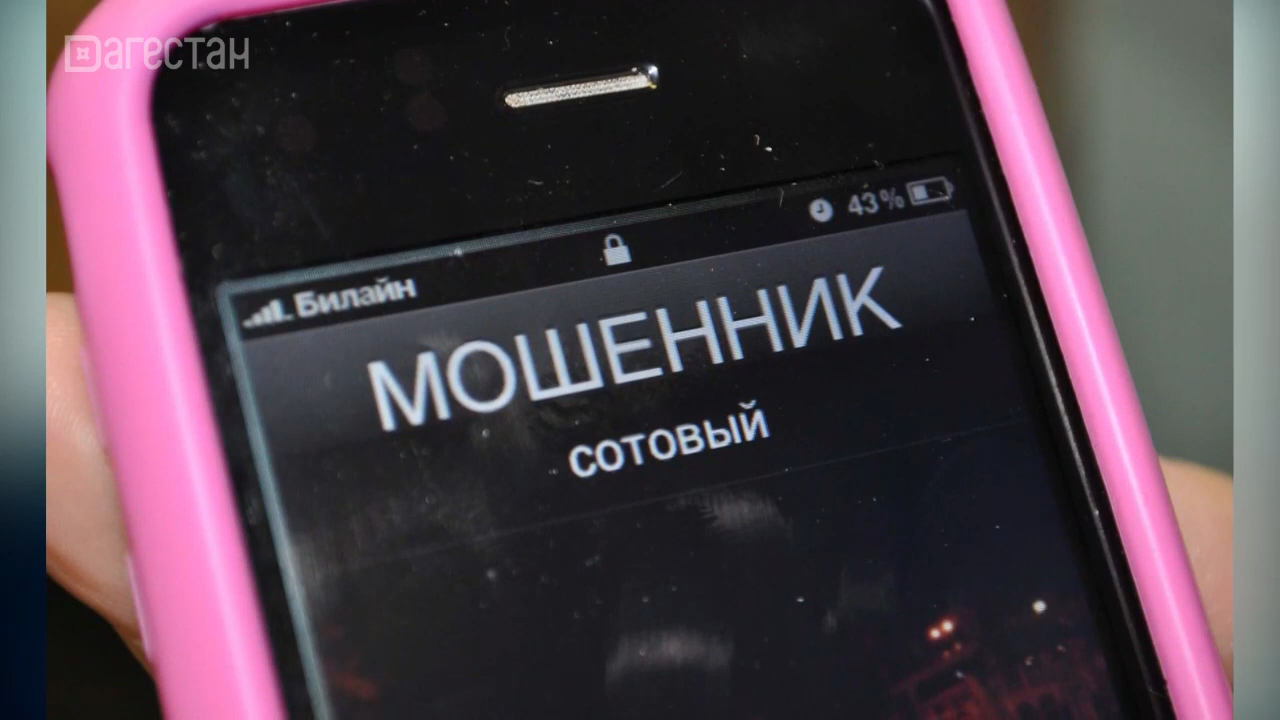 Дагестан
43%
Билайн
МОШЕННИК
сотовый